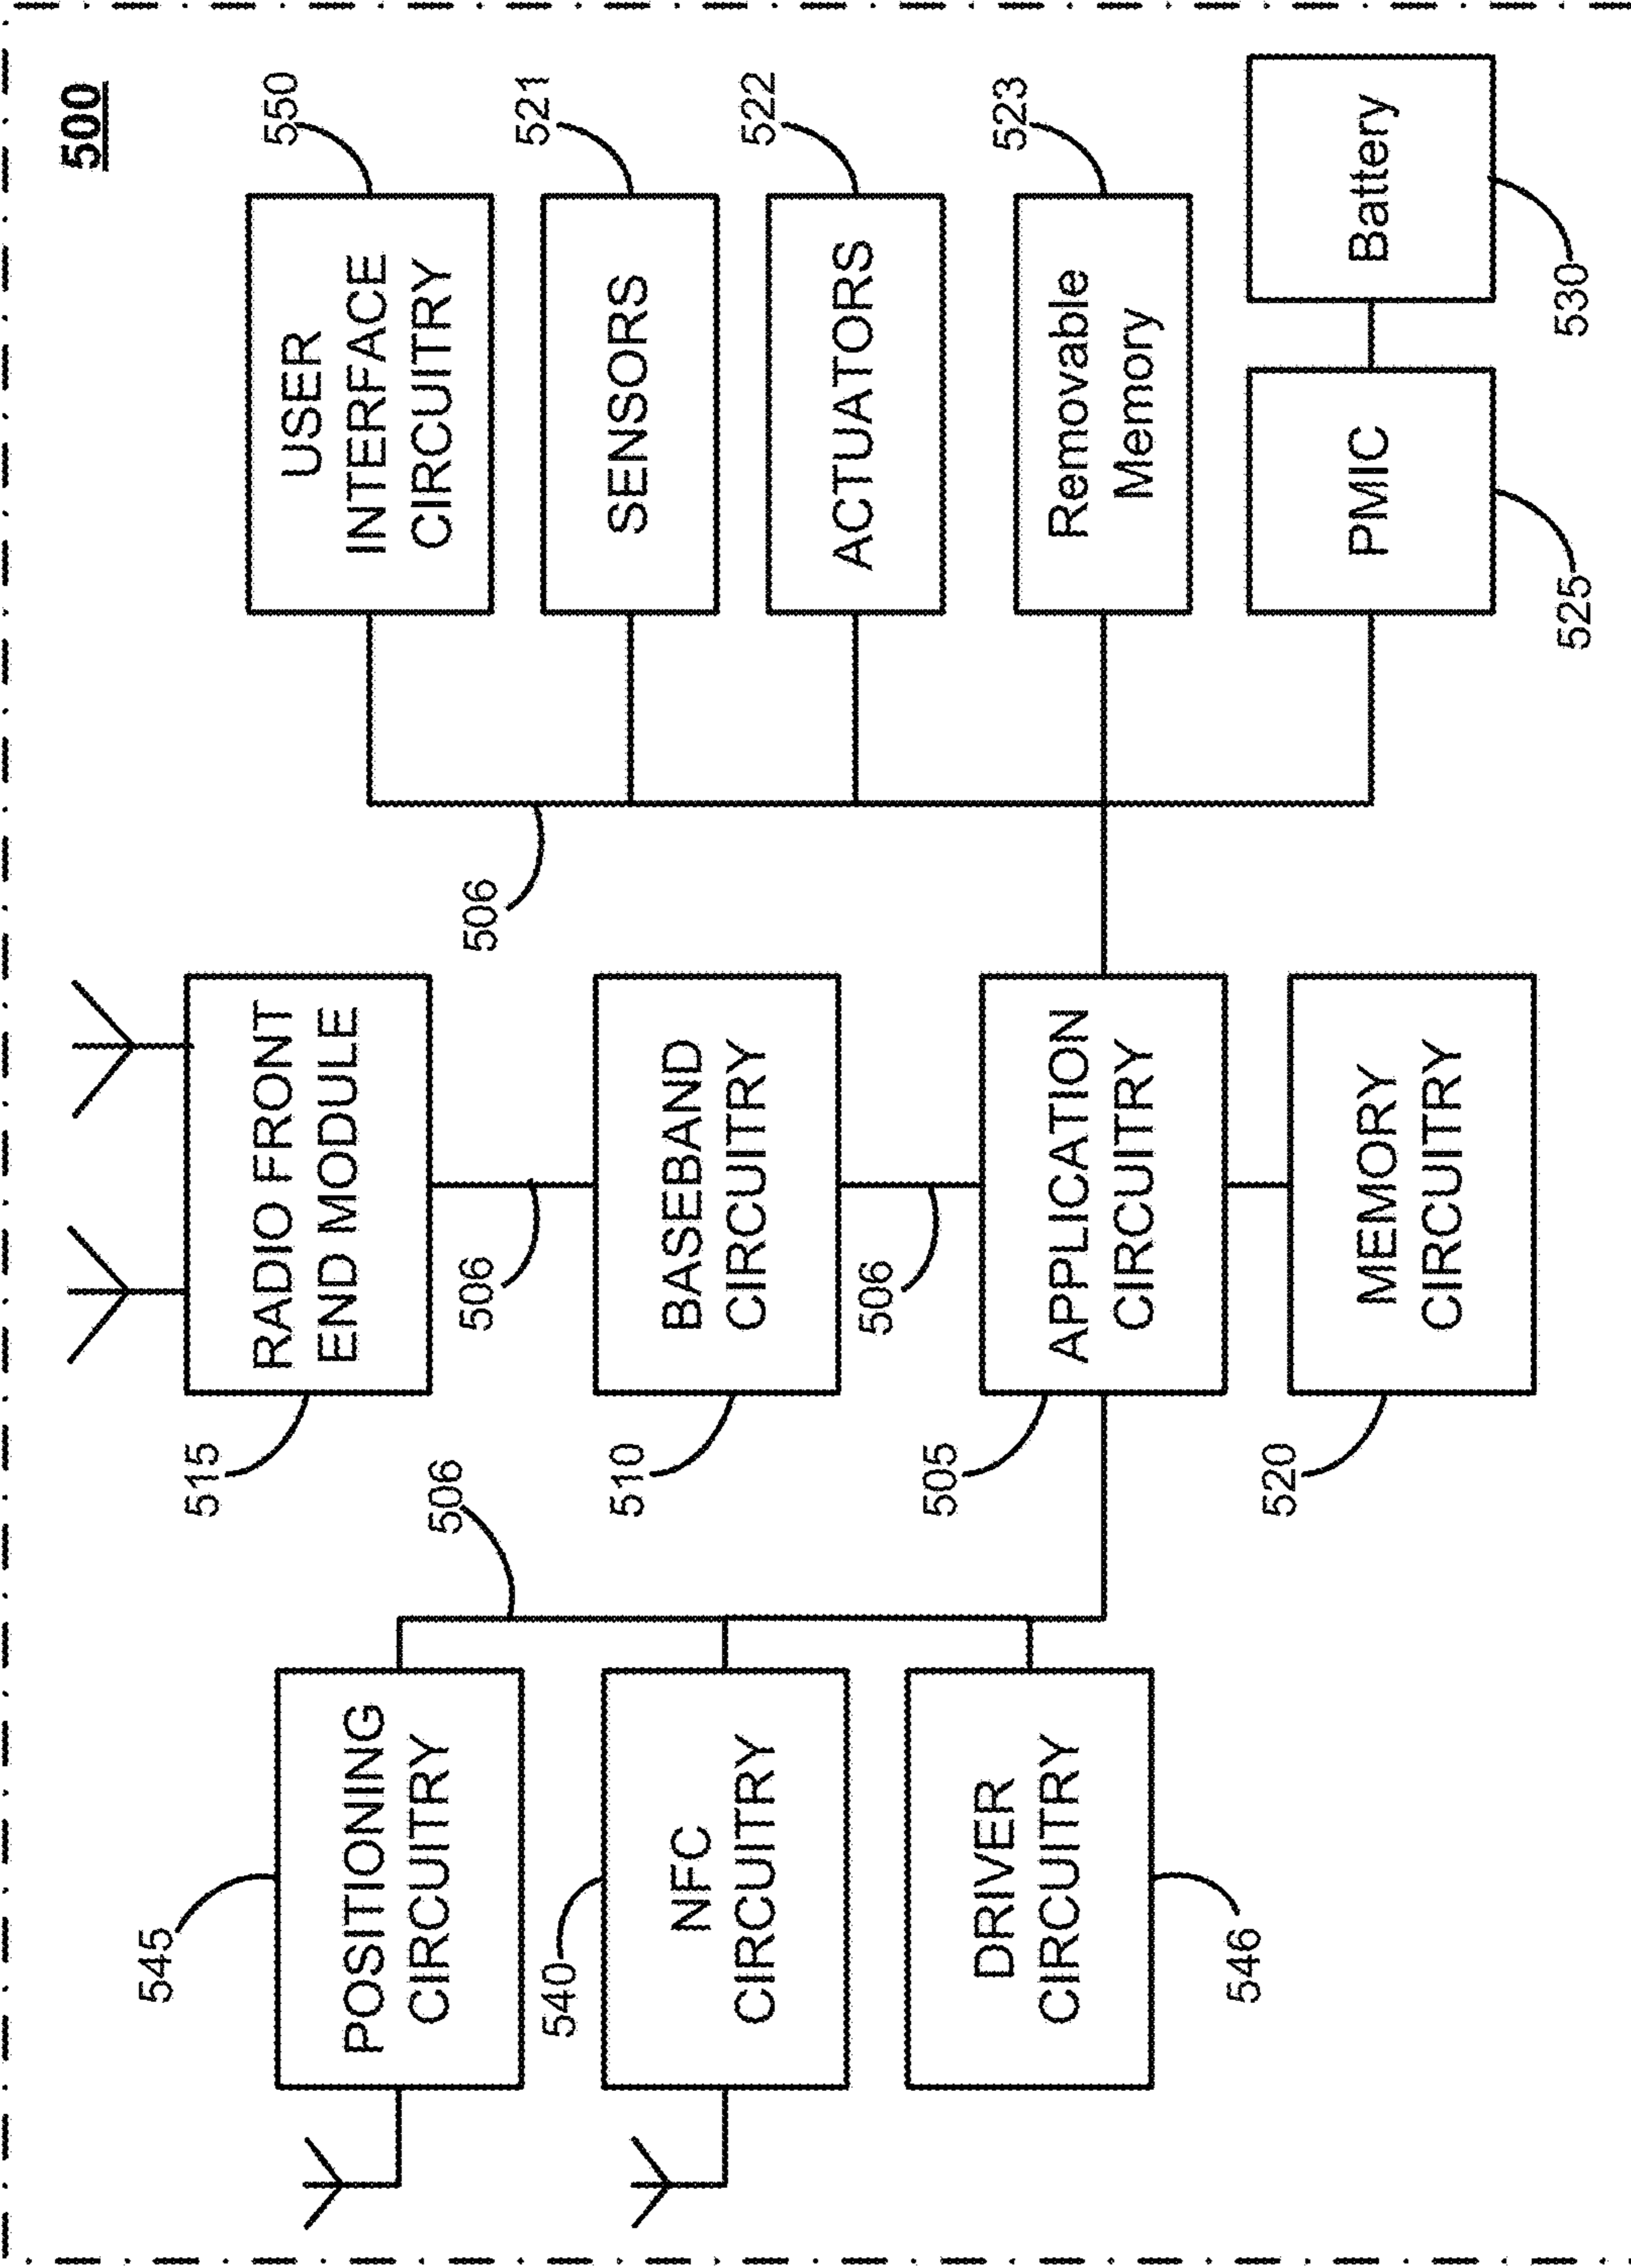 500
545
POSITIONING
CIRCUITRY
540
NFC
CIRCUITRY
DRIVER
CIRCUITRY
546
506
515
RADIO FRONT
END MODULE
506
510
BASEBAND
CIRCUITRY
506
505
APPLICATION
CIRCUITRY
520
MEMORY
CIRCUITRY
506
550
USER
INTERFACE
CIRCUITRY
521
SENSORS
522
ACTUATORS
523
Removable
Memory
PMIC
525
Battery
530